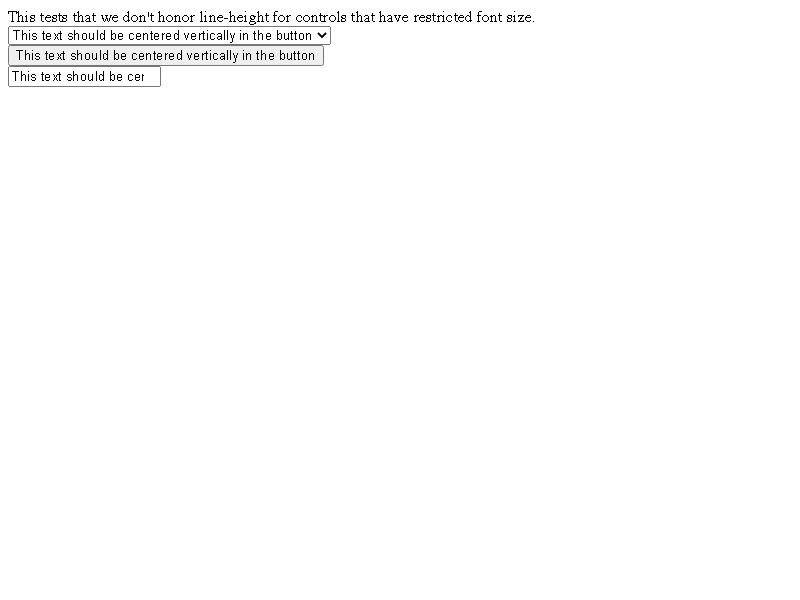 This tests that we don't honor line-height for controls that have restricted font size.
This text should be centered vertically in the button
This text should be centered vertically in the button
This text should be cer